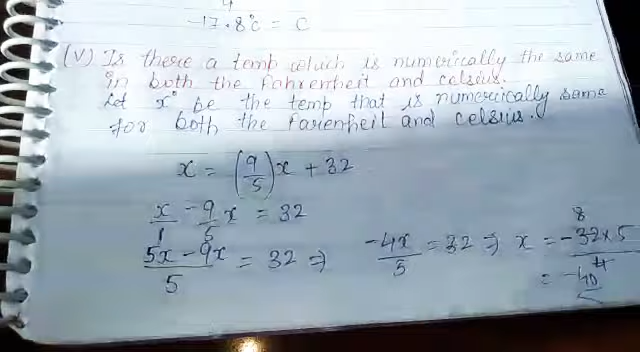 -17.8°C = C
(V) Is there a temp which is numerically the same
in both the Fahrenheit and celsius.
Let x° be the temp that is numerically same
for both the Farenheit and celsius.
x = (9/5)x + 32
x/1 - 9/5 x = 32
(5x - 9x)/5 = 32 ⇒ -4x/5 = 32 ⇒ x = (-32×5)/4
8
= -40